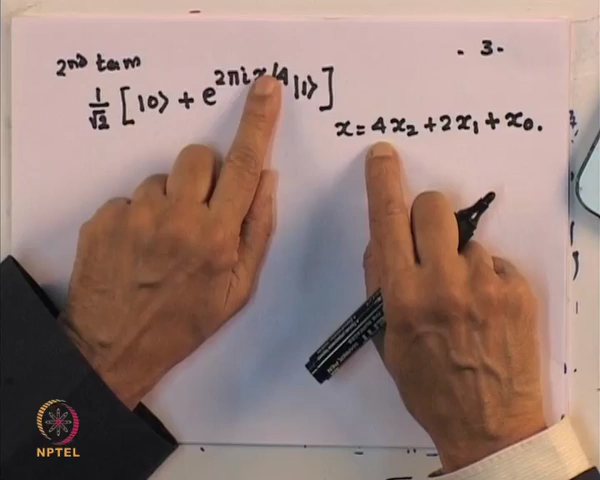 . 3 .
2nd term
1/√2 [ |0> + e^2πix/4 |1> ]
x = 4x₂ + 2x₁ + x₀.
NPTEL